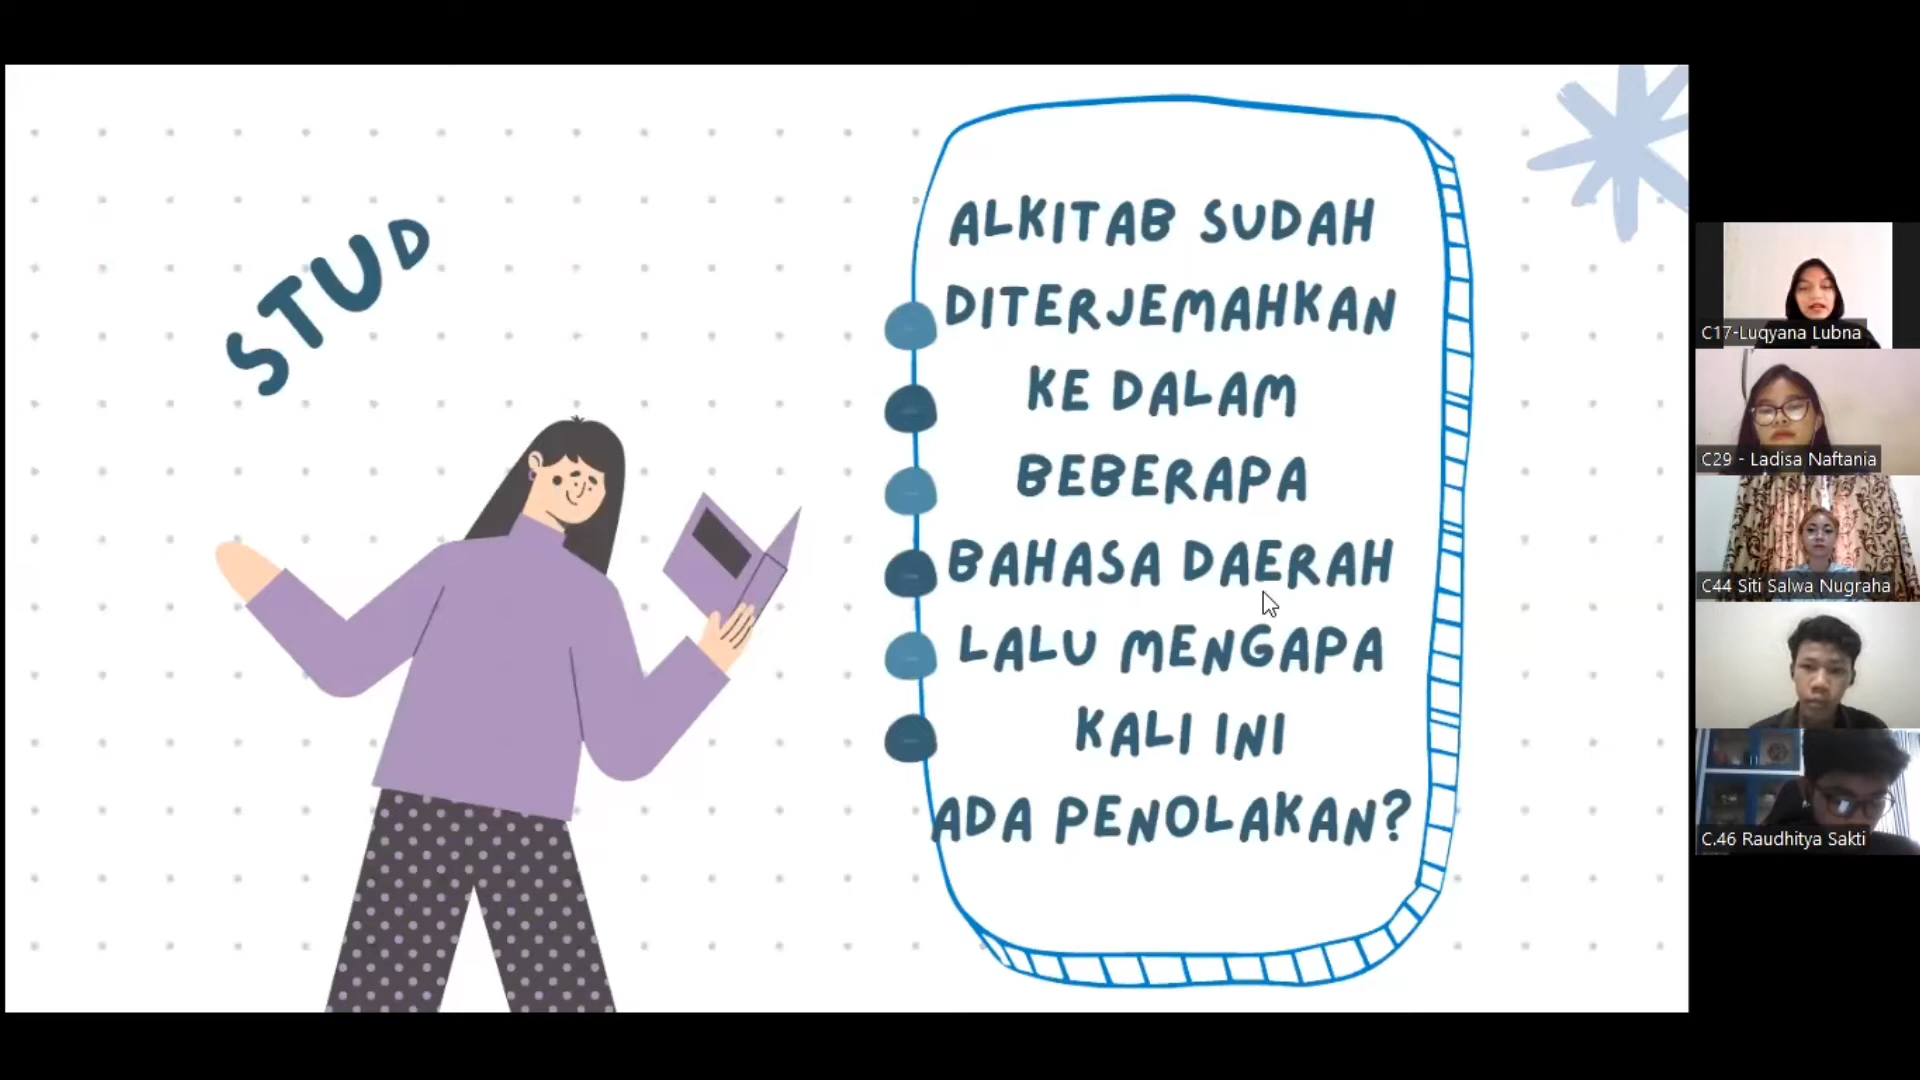 STUD
ALKITAB SUDAH
DITERJEMAHKAN
KE DALAM
BEBERAPA
BAHASA DAERAH
LALU MENGAPA
KALI INI
ADA PENOLAKAN?
C17-Luqyana Lubna
C29 - Ladisa Naftania
C44 Siti Salwa Nugraha
C.46 Raudhitya Sakti